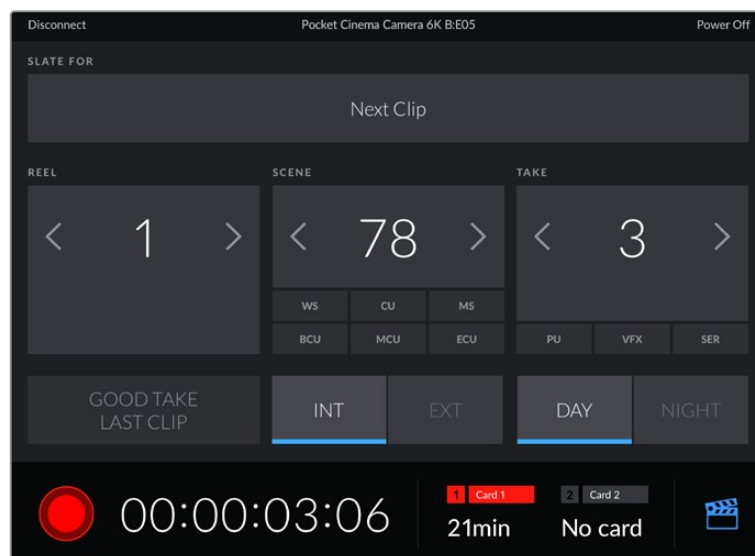 Disconnect Pocket Cinema Camera 6K B:E05 Power Off
SLATE FOR
Next Clip
REEL SCENE TAKE
1 78 3
WS CU MS
BCU MCU ECU PU VFX SER
GOOD TAKE
LAST CLIP
INT EXT DAY NIGHT
00:00:03:06
1 Card 1 2 Card 2
21min No card